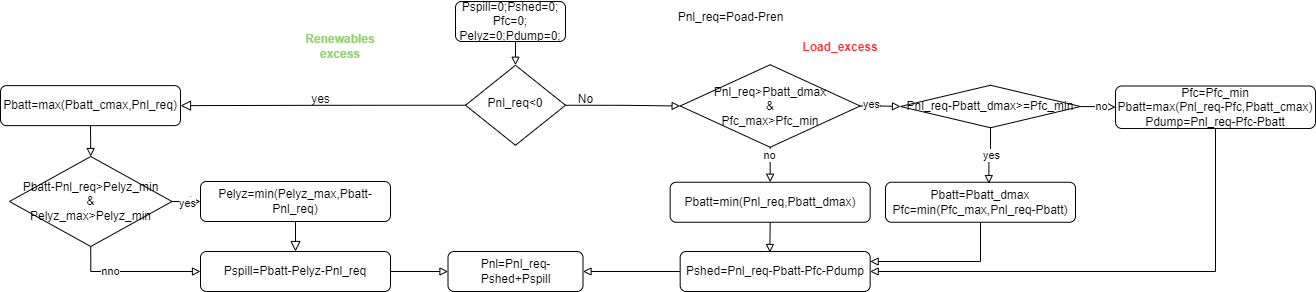 Pspill=0;Pshed=0;
Pfc=0;
Pelyz=0;Pdump=0;
Pnl_req=Poad-Pren
Renewables
excess
Load_excess
Pnl_req<0
yes
No
Pbatt=max(Pbatt_cmax,Pnl_req)
Pnl_req>Pbatt_dmax
&
Pfc_max>Pfc_min
yes
Pnl_req-Pbatt_dmax>=Pfc_min
no
Pfc=Pfc_min
Pbatt=max(Pnl_req-Pfc,Pbatt_cmax)
Pdump=Pnl_req-Pfc-Pbatt
no
yes
Pbatt-Pnl_req>Pelyz_min
&
Pelyz_max>Pelyz_min
yes
Pelyz=min(Pelyz_max,Pbatt-
Pnl_req)
Pbatt=min(Pnl_req,Pbatt_dmax)
Pbatt=Pbatt_dmax
Pfc=min(Pfc_max,Pnl_req-Pbatt)
nno
Pspill=Pbatt-Pelyz-Pnl_req
Pnl=Pnl_req-
Pshed+Pspill
Pshed=Pnl_req-Pbatt-Pfc-Pdump